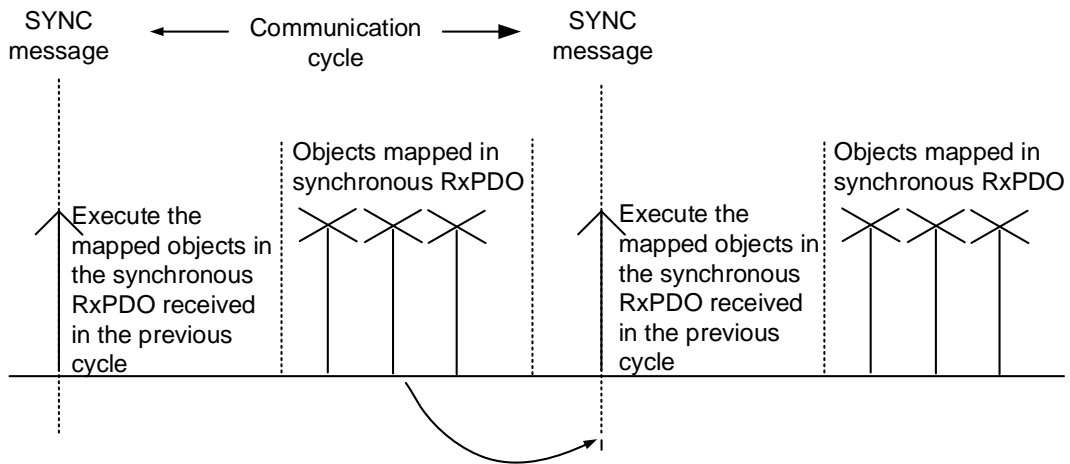 SYNC
message
Communication
cycle
SYNC
message
Objects mapped in
synchronous RxPDO
Objects mapped in
synchronous RxPDO
Execute the
mapped objects in
the synchronous
RxPDO received
in the previous
cycle
Execute the
mapped objects in
the synchronous
RxPDO received
in the previous
cycle